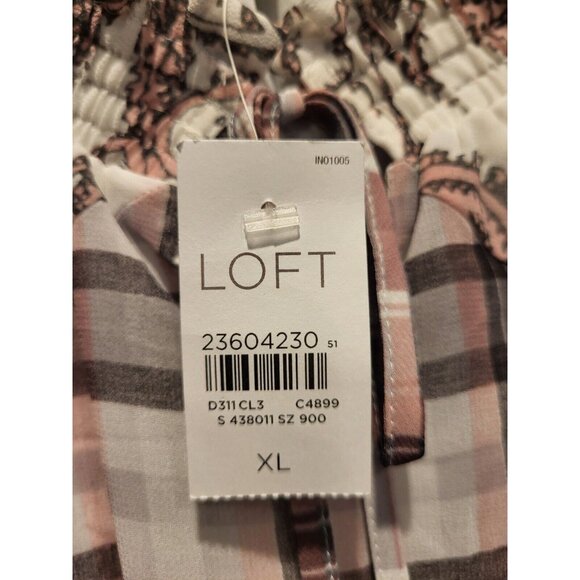 IN01005
LOFT
23604230 51
D311 CL3 C4899
S 438011 SZ 900
XL